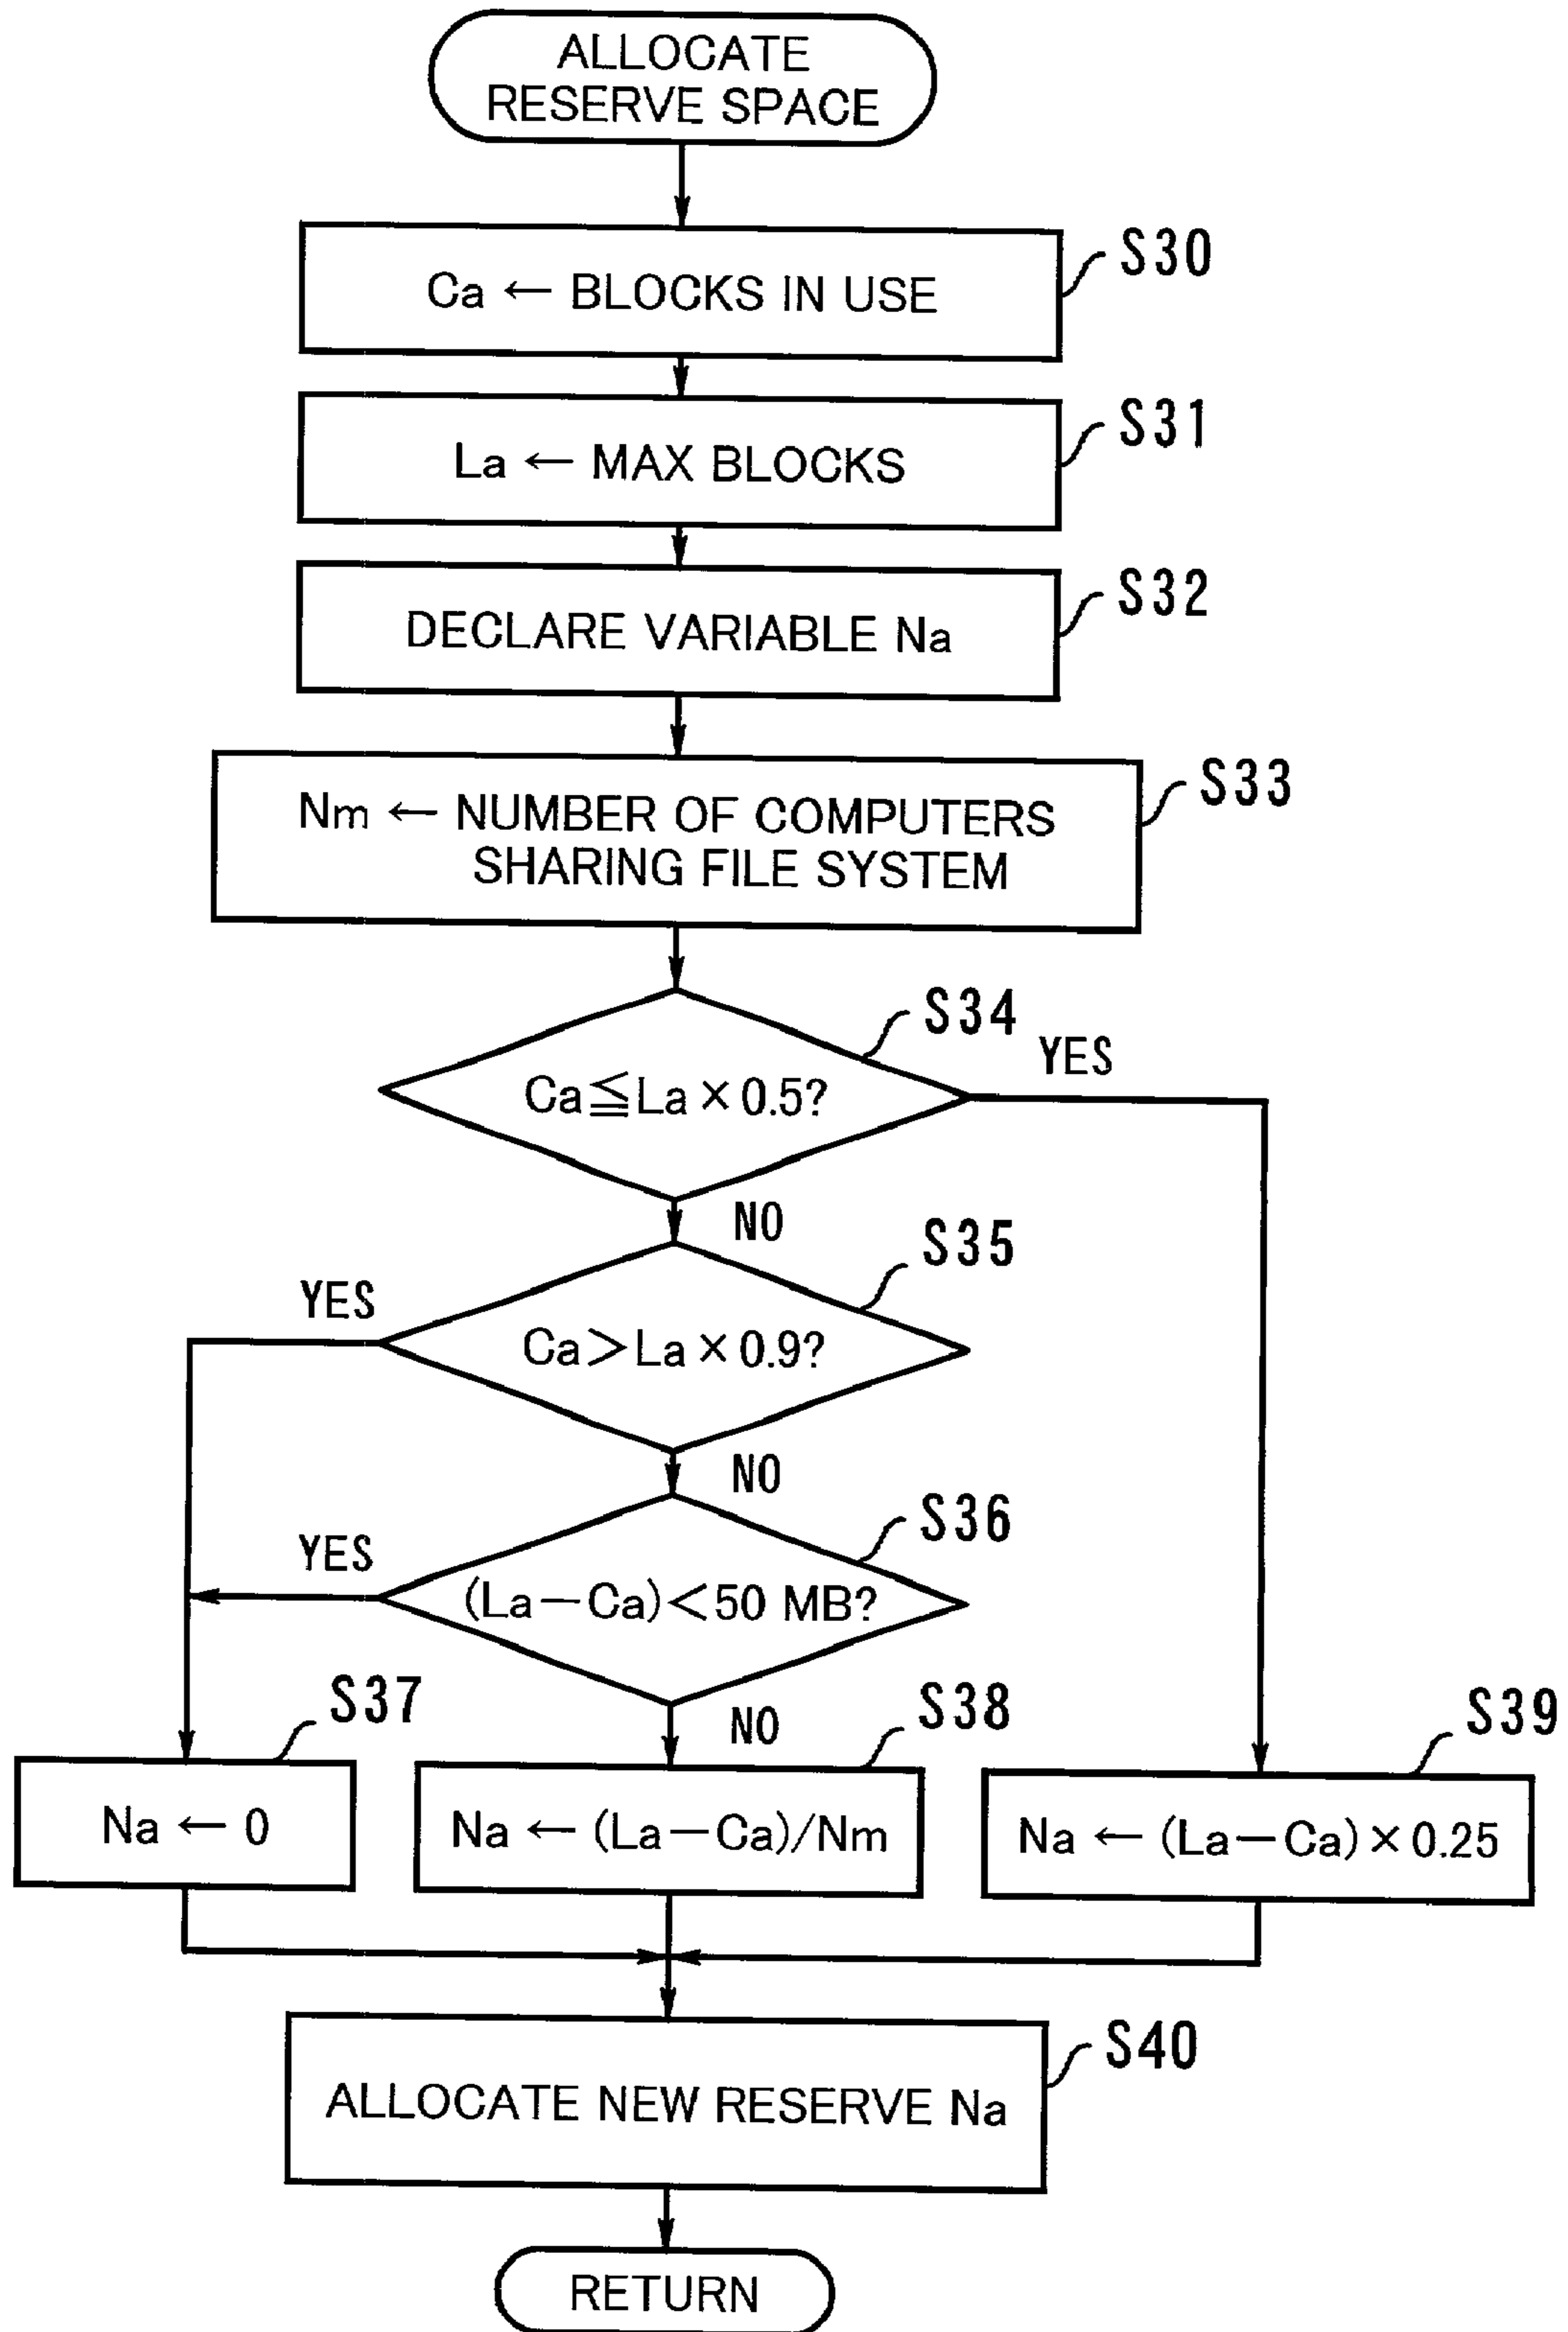 ALLOCATE
RESERVE SPACE
S30
Ca ← BLOCKS IN USE
S31
La ← MAX BLOCKS
S32
DECLARE VARIABLE Na
S33
Nm ← NUMBER OF COMPUTERS
SHARING FILE SYSTEM
S34
YES
Ca≦La×0.5?
NO
S35
YES
Ca>La×0.9?
NO
S36
YES
(La−Ca)<50 MB?
NO
S37
S38
S39
Na ← 0
Na ← (La−Ca)/Nm
Na ← (La−Ca)×0.25
S40
ALLOCATE NEW RESERVE Na
RETURN